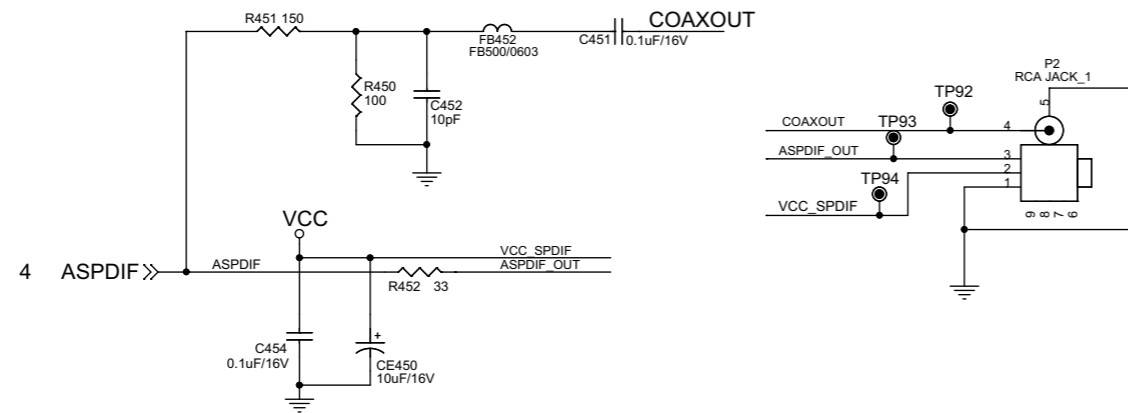 R451 150
FB452
FB500/0603
C451
0.1uF/16V
COAXOUT
R450
100
C452
10pF
VCC
4
ASPDIF
ASPDIF
VCC_SPDIF
ASPDIF_OUT
R452 33
C454
0.1uF/16V
+
CE450
10uF/16V
P2
RCA JACK_1
5
TP92
COAXOUT
4
TP93
ASPDIF_OUT
3
2
TP94
1
VCC_SPDIF
9
8
7
6